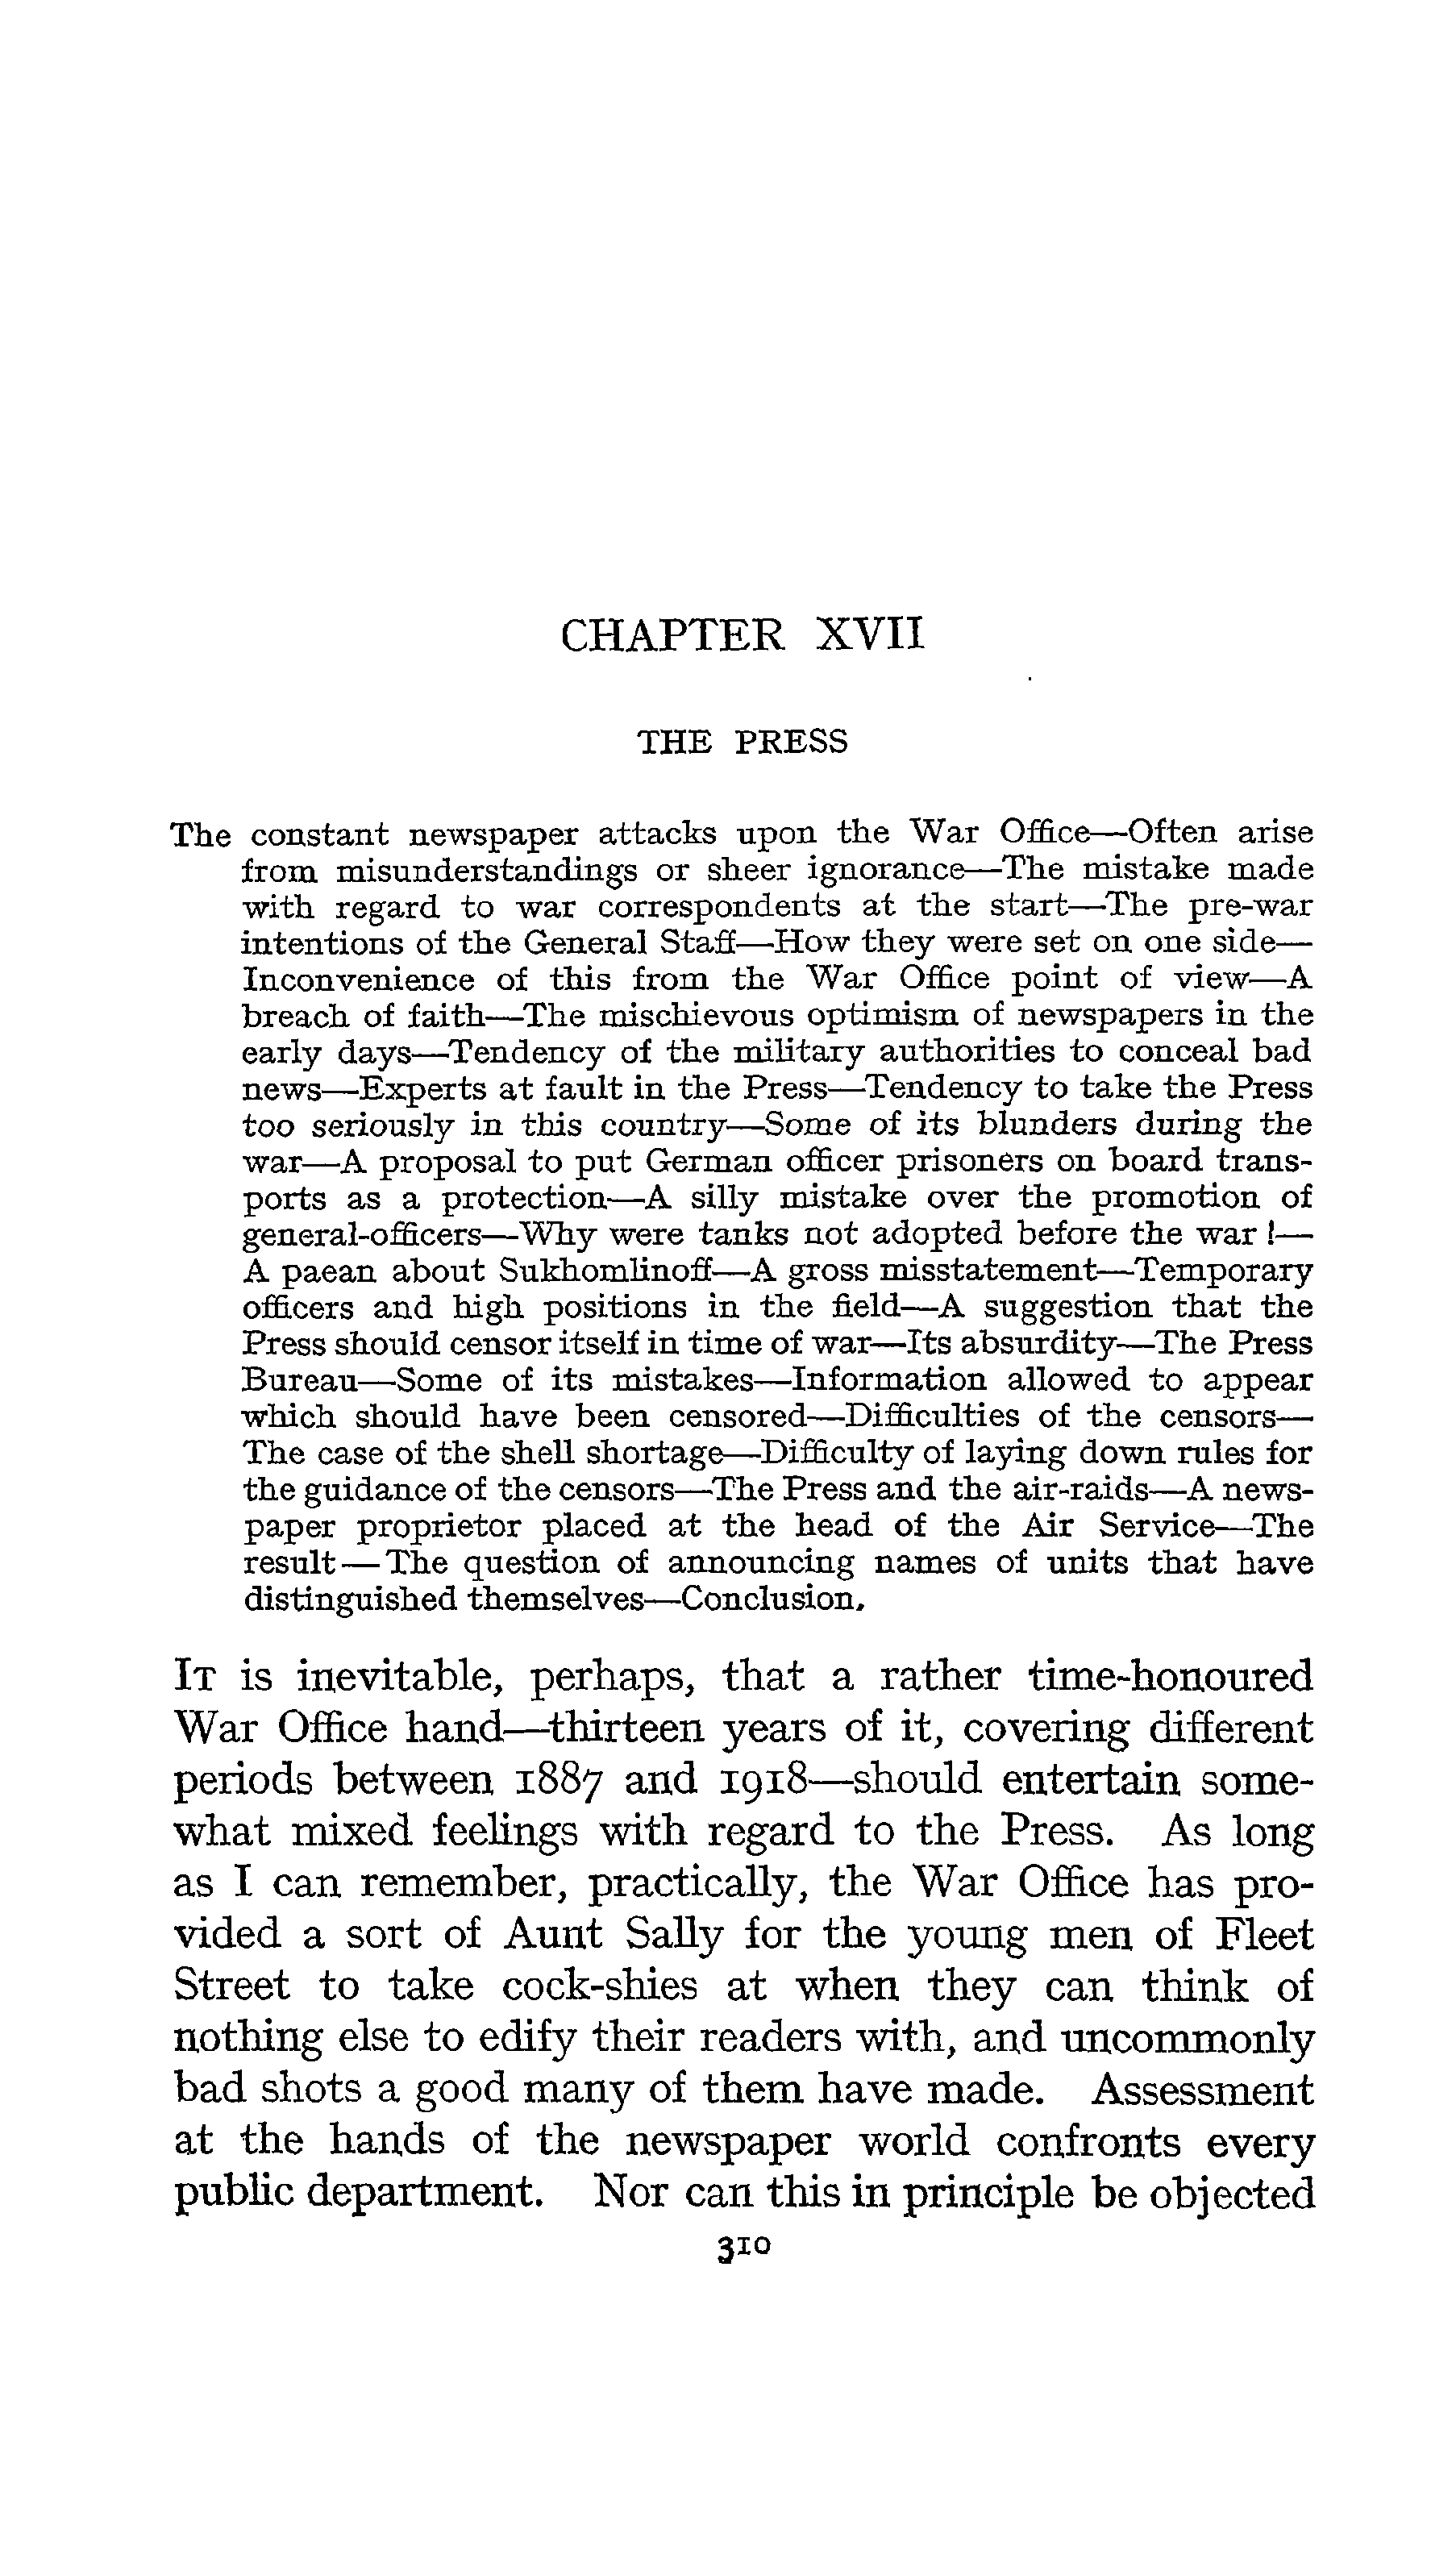 CHAPTER XVII
THE PRESS
The constant newspaper attacks upon the War Office—Often arise
from misunderstandings or sheer ignorance—The mistake made
with regard to war correspondents at the start—The pre-war
intentions of the General Staff—How they were set on one side—
Inconvenience of this from the War Office point of view—A
breach of faith—The mischievous optimism of newspapers in the
early days—Tendency of the military authorities to conceal bad
news—Experts at fault in the Press—Tendency to take the Press
too seriously in this country—Some of its blunders during the
war—A proposal to put German officer prisoners on board trans-
ports as a protection—A silly mistake over the promotion of
general-officers—Why were tanks not adopted before the war !—
A paean about Sukhomlinoff—A gross misstatement—Temporary
officers and high positions in the field—A suggestion that the
Press should censor itself in time of war—Its absurdity—The Press
Bureau—Some of its mistakes—Information allowed to appear
which should have been censored—Difficulties of the censors—
The case of the shell shortage—Difficulty of laying down rules for
the guidance of the censors—The Press and the air-raids—A news-
paper proprietor placed at the head of the Air Service—The
result—The question of announcing names of units that have
distinguished themselves—Conclusion.
IT is inevitable, perhaps, that a rather time-honoured
War Office hand—thirteen years of it, covering different
periods between 1887 and 1918—should entertain some-
what mixed feelings with regard to the Press. As long
as I can remember, practically, the War Office has pro-
vided a sort of Aunt Sally for the young men of Fleet
Street to take cock-shies at when they can think of
nothing else to edify their readers with, and uncommonly
bad shots a good many of them have made. Assessment
at the hands of the newspaper world confronts every
public department. Nor can this in principle be objected
310